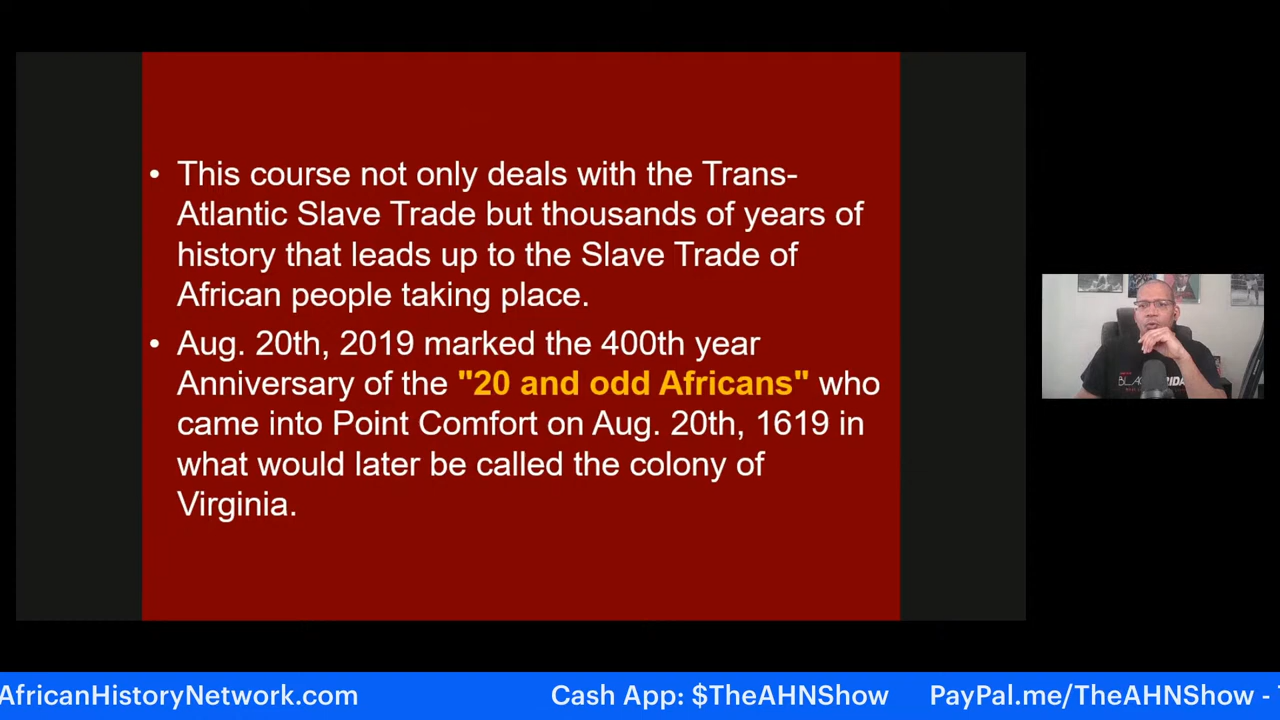 • This course not only deals with the Trans-
Atlantic Slave Trade but thousands of years of
history that leads up to the Slave Trade of
African people taking place.
• Aug. 20th, 2019 marked the 400th year
Anniversary of the "20 and odd Africans" who
came into Point Comfort on Aug. 20th, 1619 in
what would later be called the colony of
Virginia.
AfricanHistoryNetwork.com Cash App: $TheAHNShow PayPal.me/TheAHNShow -